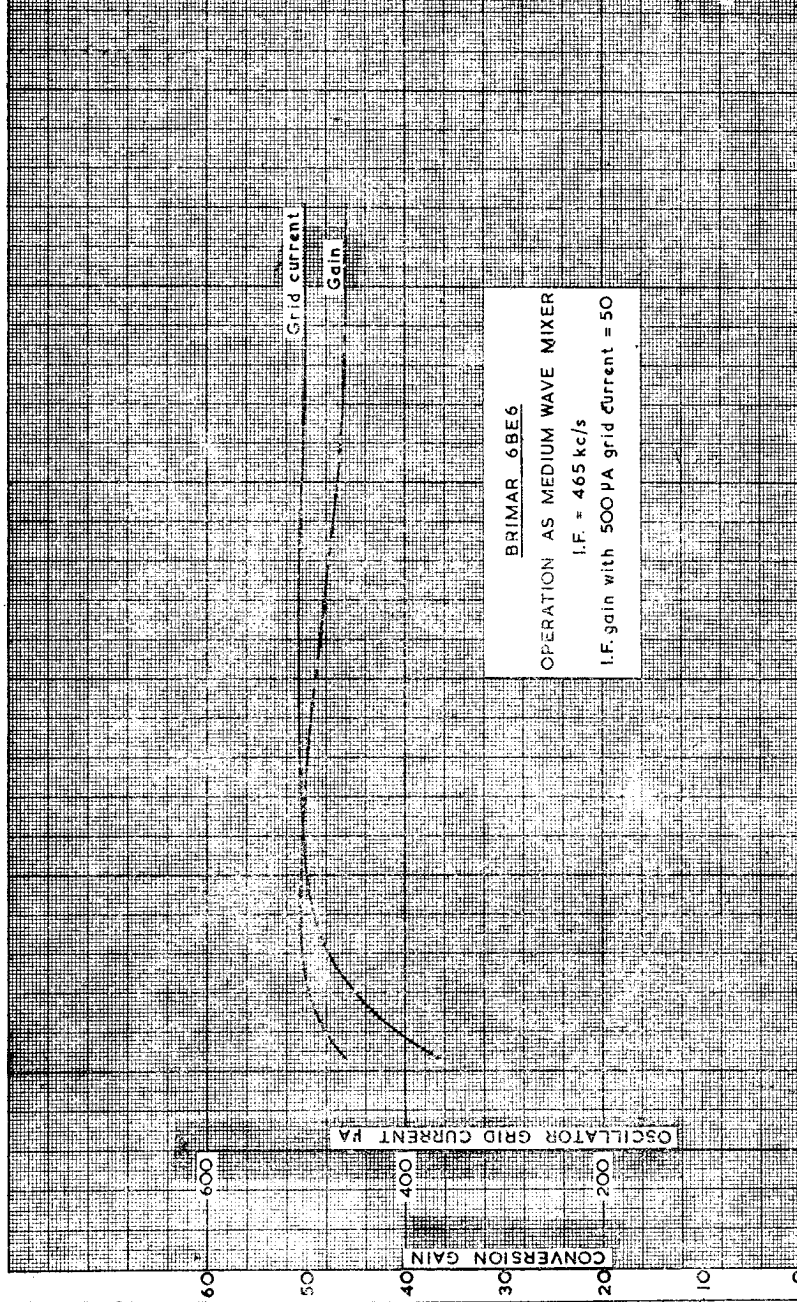 Grid current
Gain
BRIMAR 6BE6
OPERATION AS MEDIUM WAVE MIXER
I.F. = 465 kc/s
I.F. gain with 500 µA grid current = 50
OSCILLATOR GRID CURRENT µA
600
400
200
CONVERSION GAIN
60
50
40
30
20
10
0